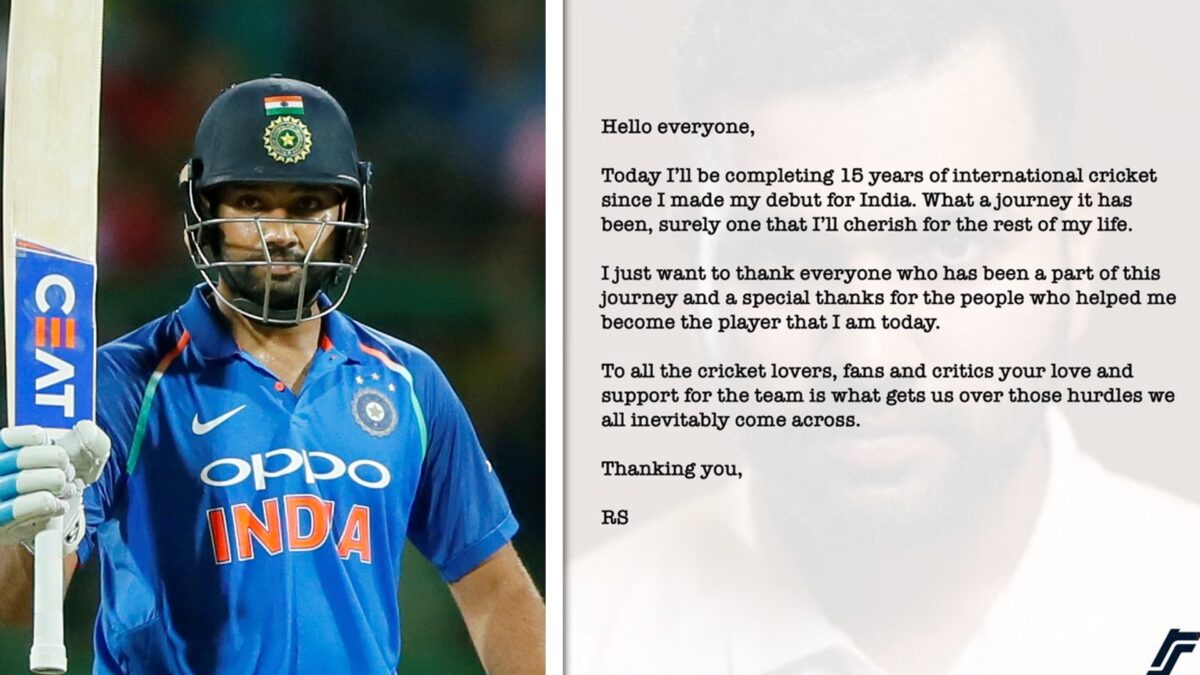 CEAT
oppo
INDIA
Hello everyone,
Today I'll be completing 15 years of international cricket
since I made my debut for India. What a journey it has
been, surely one that I'll cherish for the rest of my life.
I just want to thank everyone who has been a part of this
journey and a special thanks for the people who helped me
become the player that I am today.
To all the cricket lovers, fans and critics your love and
support for the team is what gets us over those hurdles we
all inevitably come across.
Thanking you,
RS